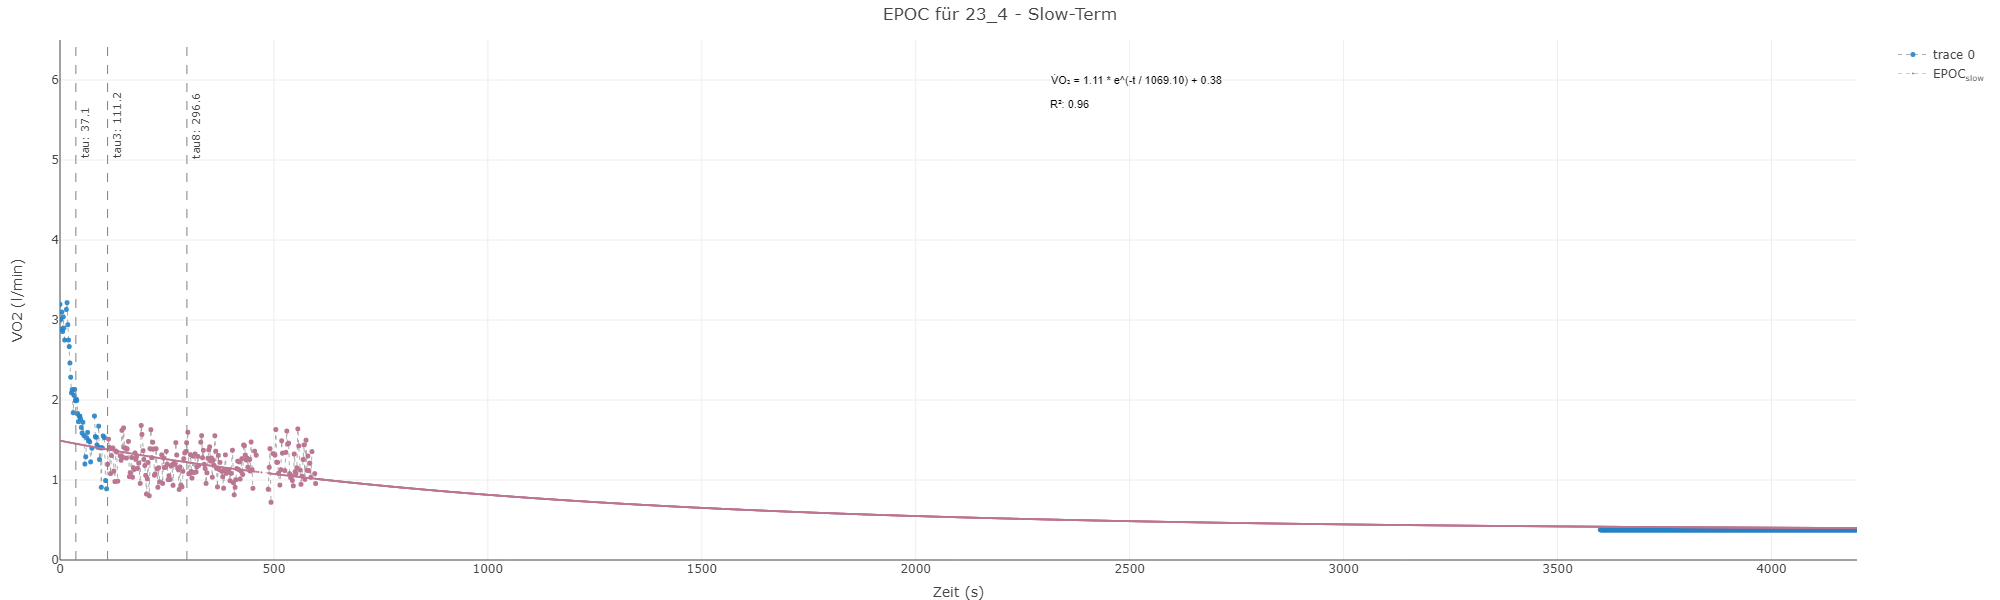 EPOC für 23_4 - Slow-Term
trace 0
EPOCslow
V̇O₂ = 1.11 * e^(-t / 1069.10) + 0.38
R²: 0.96
tau: 37.1
tau3: 111.2
tau8: 296.6
VO2 (l/min)
6
5
4
3
2
1
0
0 500 1000 1500 2000 2500 3000 3500 4000
Zeit (s)